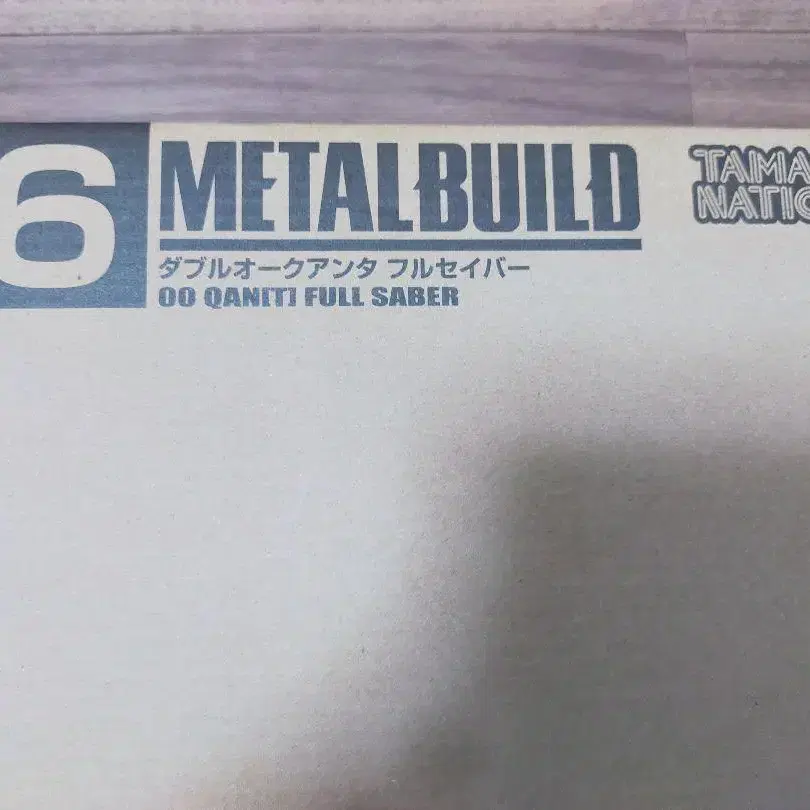 6
METALBUILD
ダブルオークアンタ フルセイバー
00 QAN[T] FULL SABER
TAMA
NATIO